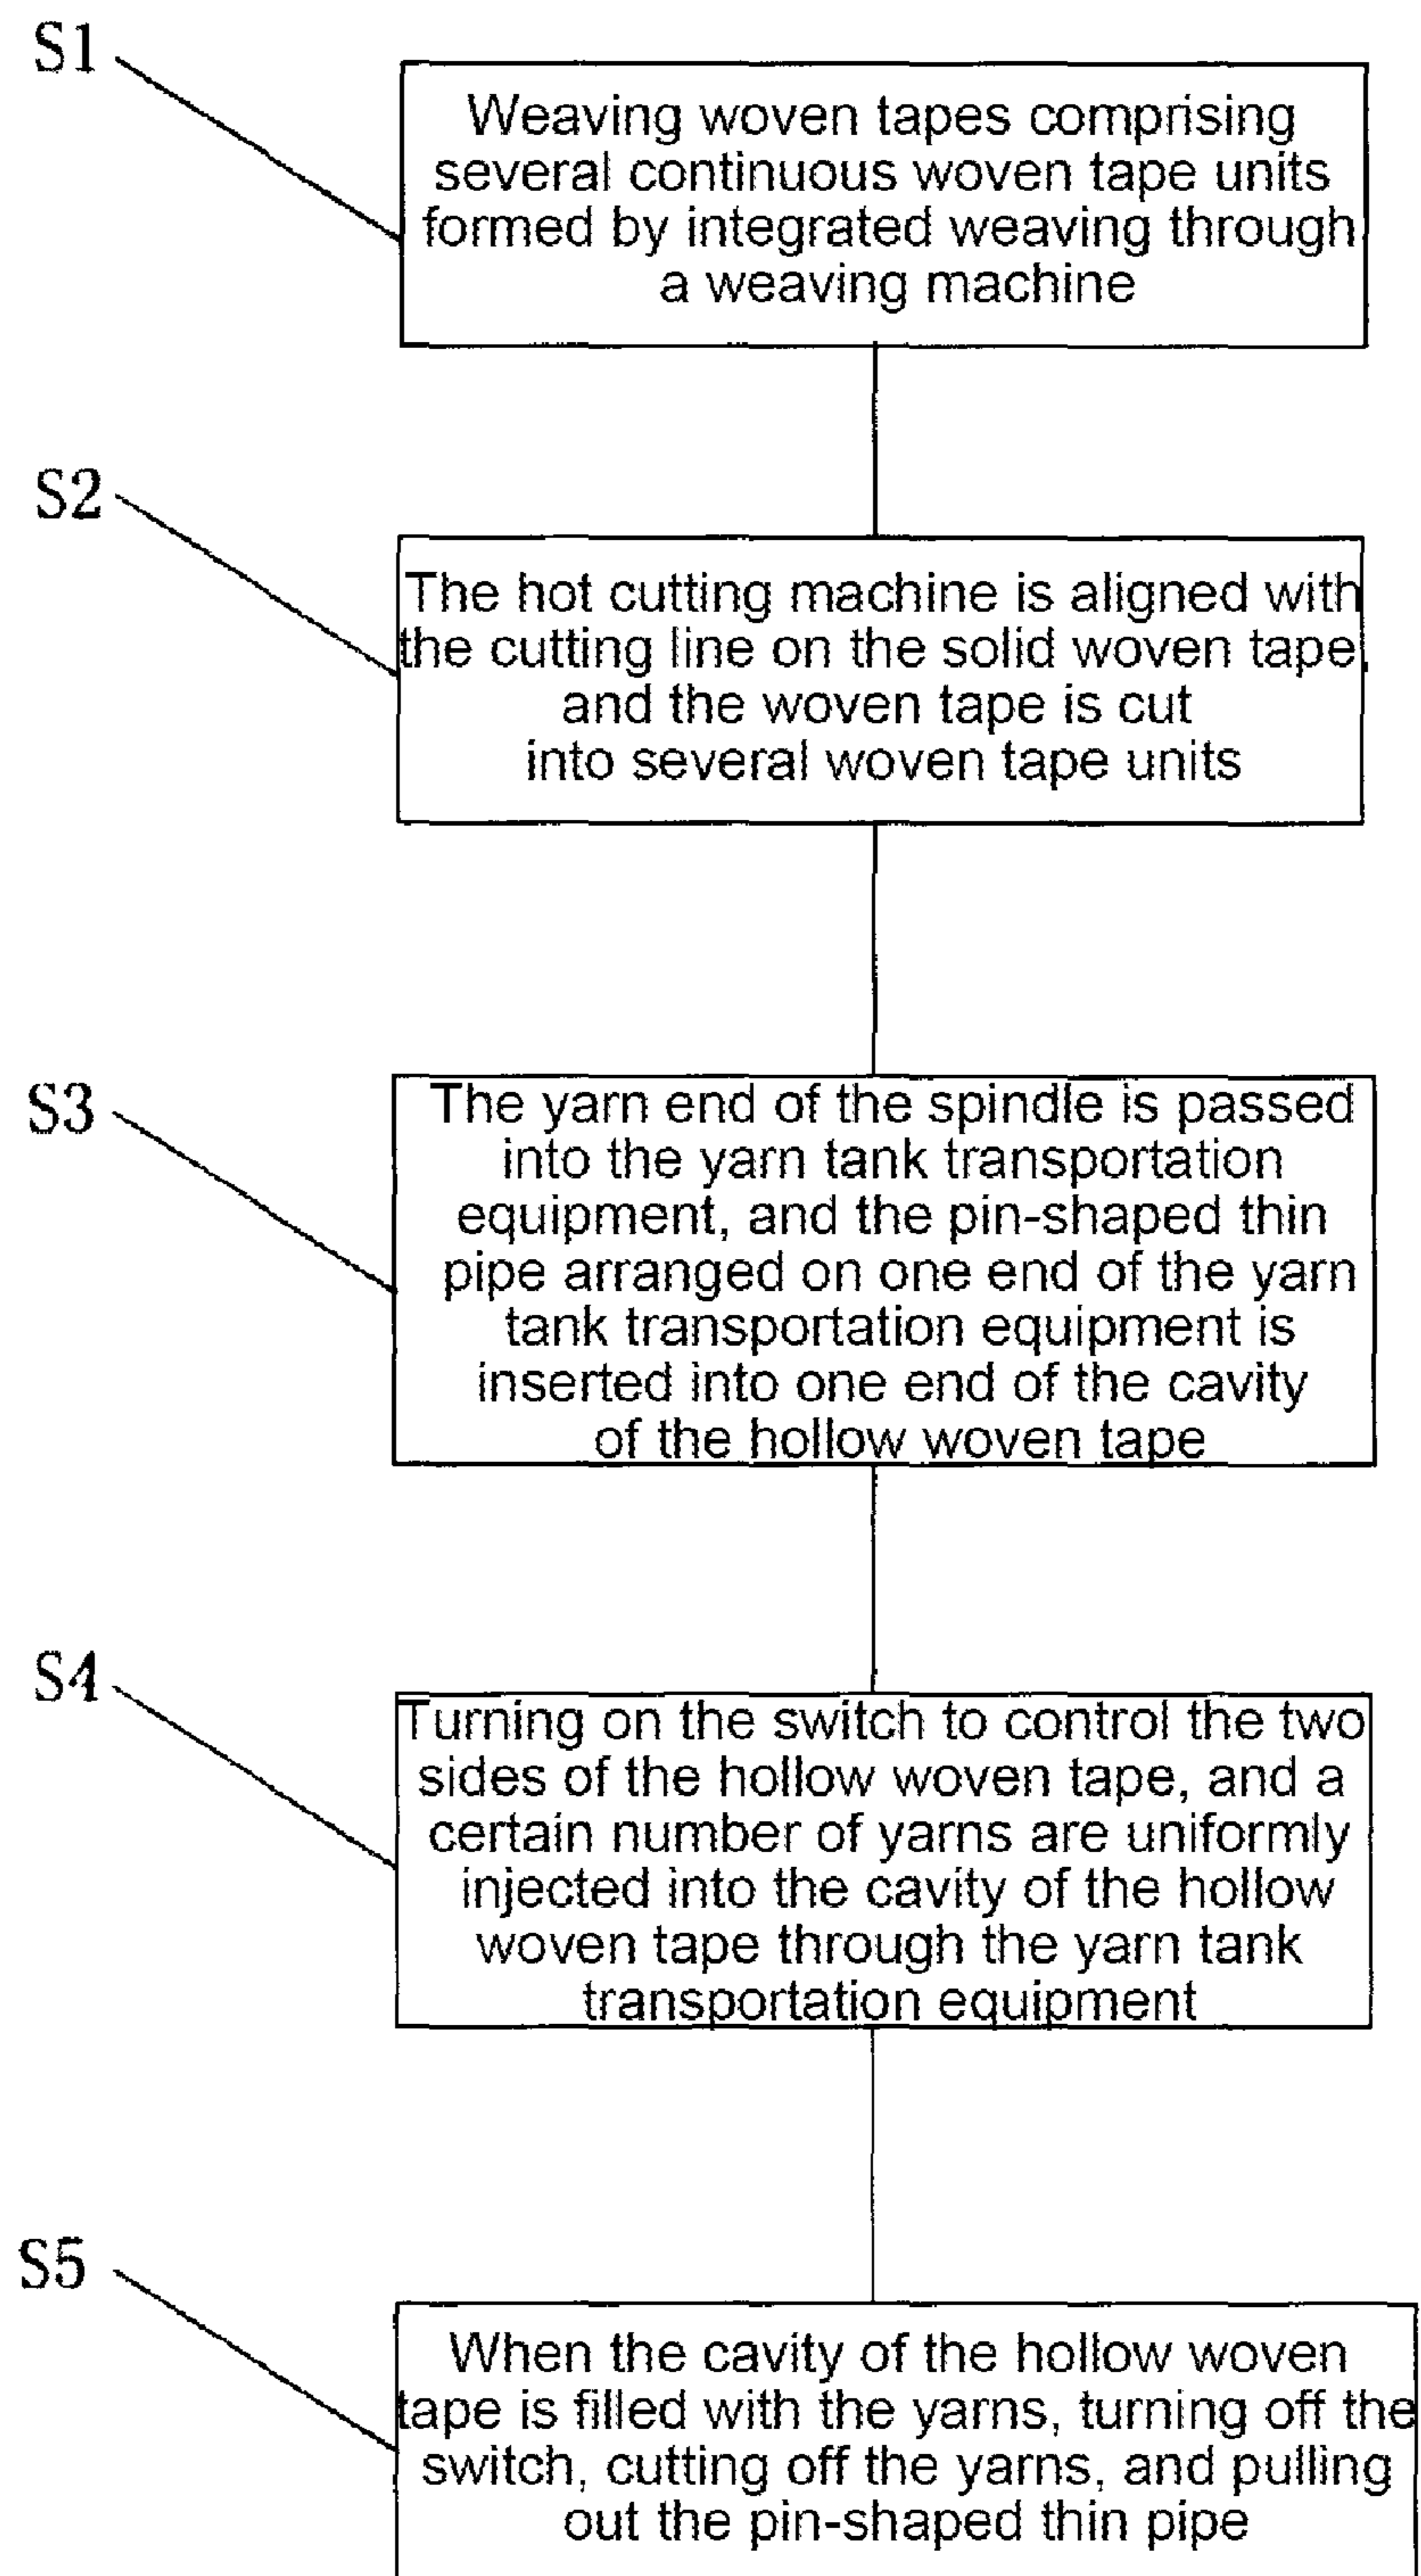 S1
Weaving woven tapes comprising
several continuous woven tape units
formed by integrated weaving through
a weaving machine
S2
The hot cutting machine is aligned with
the cutting line on the solid woven tape
and the woven tape is cut
into several woven tape units
S3
The yarn end of the spindle is passed
into the yarn tank transportation
equipment, and the pin-shaped thin
pipe arranged on one end of the yarn
tank transportation equipment is
inserted into one end of the cavity
of the hollow woven tape
S4
Turning on the switch to control the two
sides of the hollow woven tape, and a
certain number of yarns are uniformly
injected into the cavity of the hollow
woven tape through the yarn tank
transportation equipment
S5
When the cavity of the hollow woven
tape is filled with the yarns, turning off the
switch, cutting off the yarns, and pulling
out the pin-shaped thin pipe